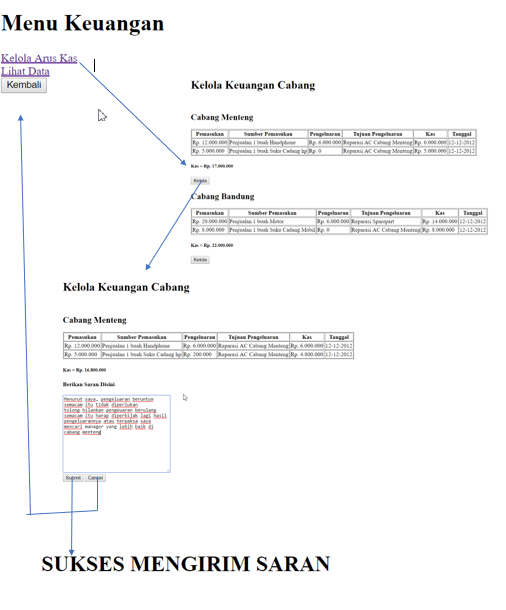 Menu Keuangan
Kelola Arus Kas
Lihat Data
Kembali
Kelola Keuangan Cabang
Cabang Menteng
Pemasukan Sumber Pemasukan Pengeluaran Tujuan Pengeluaran Kas Tanggal
Rp. 12.000.000 Penjualan 1 buah Handphone Rp. 6.000.000 Reparasi AC Cabang Menteng Rp. 6.000.000 12-12-2012
Rp. 5.000.000 Penjualan 1 buah Suku Cadang hp Rp. 0 Reparasi AC Cabang Menteng Rp. 5.000.000 12-12-2012
Kas = Rp. 17.000.000
Kelola
Cabang Bandung
Pemasukan Sumber Pemasukan Pengeluaran Tujuan Pengeluaran Kas Tanggal
Rp. 20.000.000 Penjualan 1 buah Motor Rp. 6.000.000 Reparasi Sparepart Rp. 14.000.000 12-12-2012
Rp. 8.000.000 Penjualan 1 buah Suku Cadang Mobil Rp. 0 Reparasi AC Cabang Menteng Rp. 8.000.000 12-12-2012
Kas = Rp. 22.000.000
Kelola
Kelola Keuangan Cabang
Cabang Menteng
Pemasukan Sumber Pemasukan Pengeluaran Tujuan Pengeluaran Kas Tanggal
Rp. 12.000.000 Penjualan 1 buah Handphone Rp. 6.000.000 Reparasi AC Cabang Menteng Rp. 6.000.000 12-12-2012
Rp. 5.000.000 Penjualan 1 buah Suku Cadang hp Rp. 200.000 Reparasi AC Cabang Menteng Rp. 4.800.000 12-12-2012
Kas = Rp. 16.800.000
Berikan Saran Disini
Menurut saya, pengeluaran beruntun
semacam itu tidak diperlukan
tolong hilankan pengeuaran berulang
semacam itu harap diperbijak lagi hasil
pengeluarannya atau terpaksa saya
mencari manager yang lebih baik di
cabang menteng
Submit Cancel
SUKSES MENGIRIM SARAN